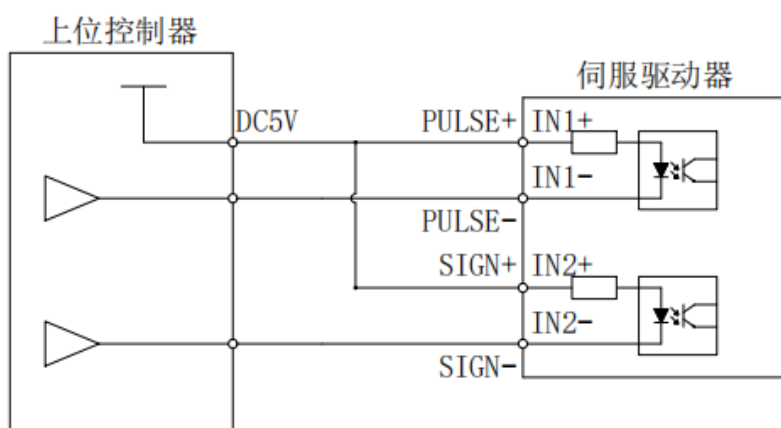 上位控制器
伺服驱动器
DC5V
PULSE+ IN1+
IN1-
PULSE-
SIGN+ IN2+
IN2-
SIGN-